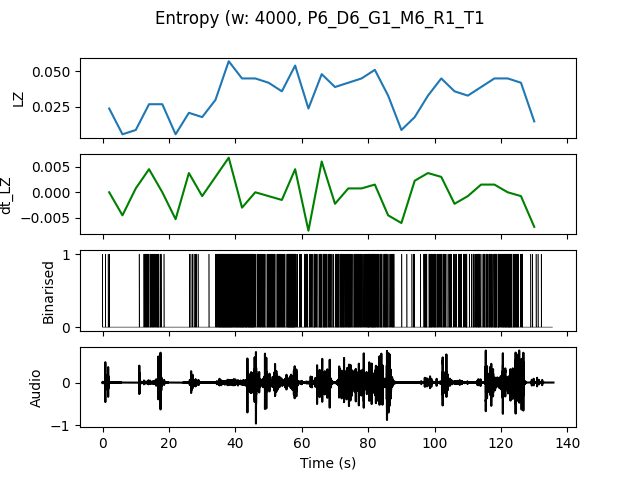 Entropy (w: 4000, P6_D6_G1_M6_R1_T1
0.050
0.025
LZ
0.005
0.000
−0.005
dt_LZ
1
0
Binarised
0
−1
Audio
0 20 40 60 80 100 120 140
Time (s)